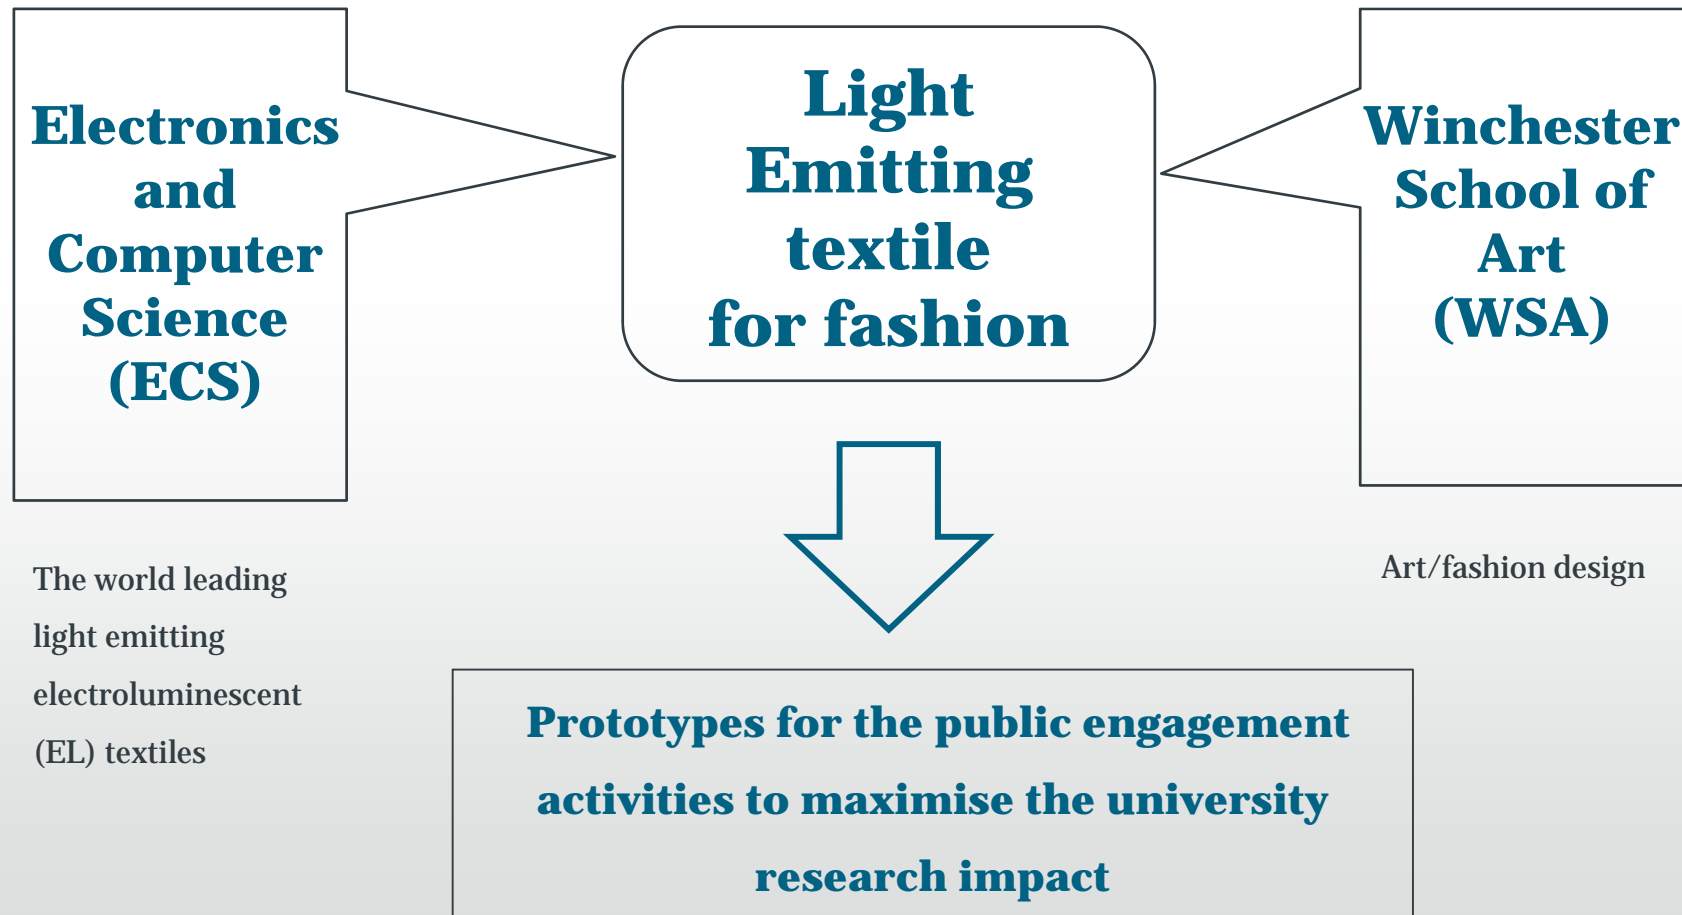 Electronics
and
Computer
Science
(ECS)
Light
Emitting
textile
for fashion
Winchester
School of
Art
(WSA)
The world leading
light emitting
electroluminescent
(EL) textiles
Art/fashion design
Prototypes for the public engagement
activities to maximise the university
research impact